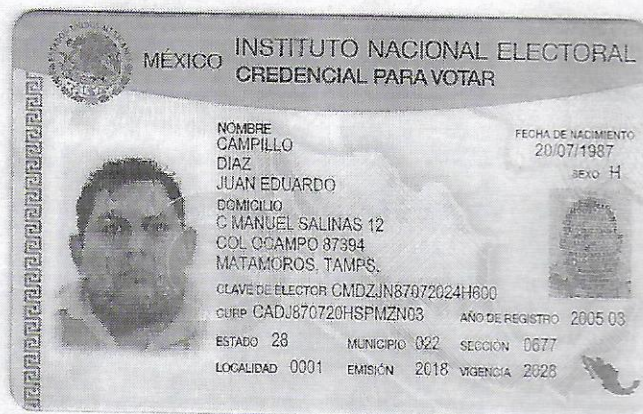 MÉXICO INSTITUTO NACIONAL ELECTORAL
CREDENCIAL PARA VOTAR
NOMBRE
CAMPILLO
DIAZ
JUAN EDUARDO
FECHA DE NACIMIENTO
20/07/1987
SEXO H
DOMICILIO
C MANUEL SALINAS 12
COL OCAMPO 87394
MATAMOROS, TAMPS.
CLAVE DE ELECTOR CMDZJN87072024H600
CURP CADJ870720HSPMZN03 AÑO DE REGISTRO 2005 03
ESTADO 28 MUNICIPIO 022 SECCIÓN 0677
LOCALIDAD 0001 EMISIÓN 2018 VIGENCIA 2028